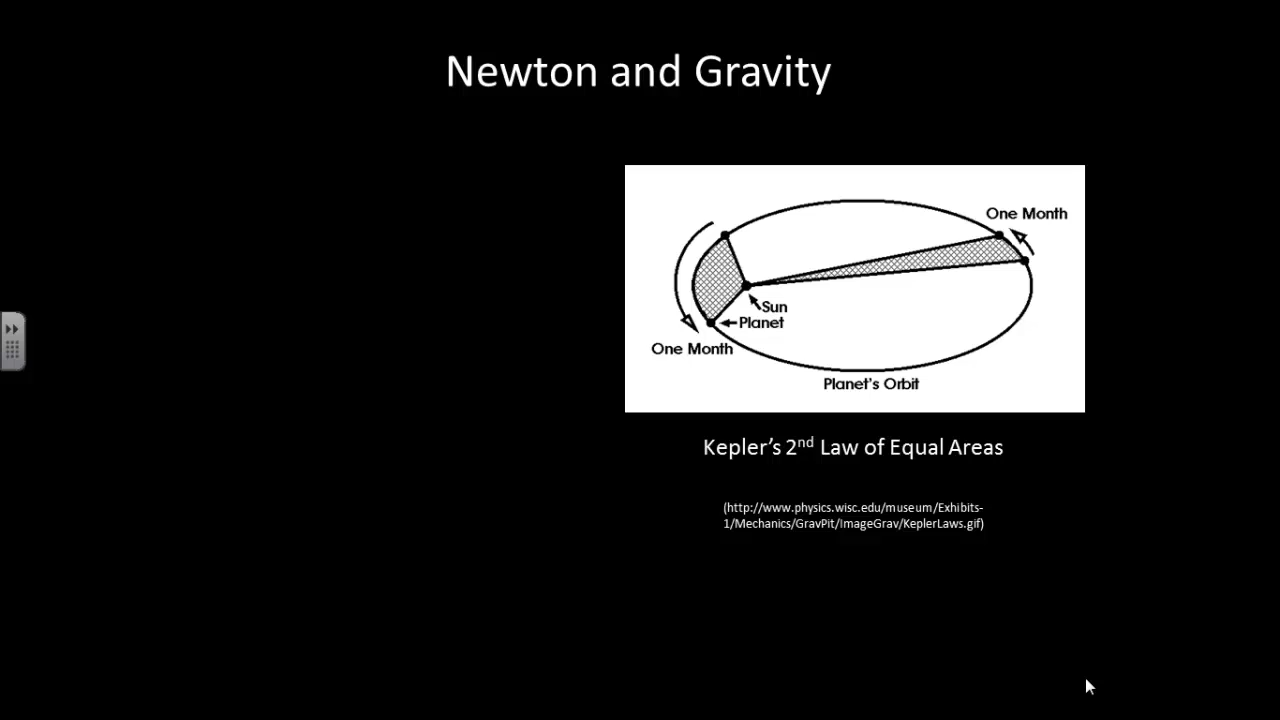 Newton and Gravity
One Month
Sun
Planet
One Month
Planet's Orbit
Kepler’s 2nd Law of Equal Areas
(http://www.physics.wisc.edu/museum/Exhibits-
1/Mechanics/GravPit/ImageGrav/KeplerLaws.gif)